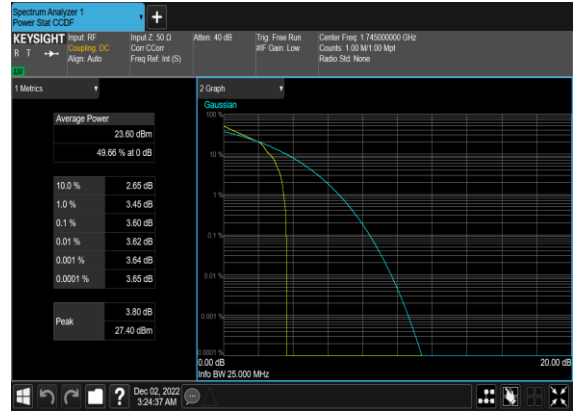 Spectrum Analyzer 1
Power Stat CCDF
KEYSIGHT
R T
LXI
Input: RF
Coupling: DC
Align: Auto
Input Z: 50 Ω
Corr CCorr
Freq Ref: Int (S)
Atten: 40 dB
Trig: Free Run
#IF Gain: Low
Center Freq: 1.745000000 GHz
Counts: 1.00 M/1.00 Mpt
Radio Std: None
1 Metrics
Average Power
23.60 dBm
49.66 % at 0 dB
10.0 % 2.65 dB
1.0 % 3.45 dB
0.1 % 3.60 dB
0.01 % 3.62 dB
0.001 % 3.64 dB
0.0001 % 3.65 dB
Peak
3.80 dB
27.40 dBm
2 Graph
Gaussian
100 %
10 %
1 %
0.1 %
0.01 %
0.001 %
0.0001 %
0.00 dB
20.00 dB
Info BW 25.000 MHz
?
Dec 02, 2022
3:24:37 AM